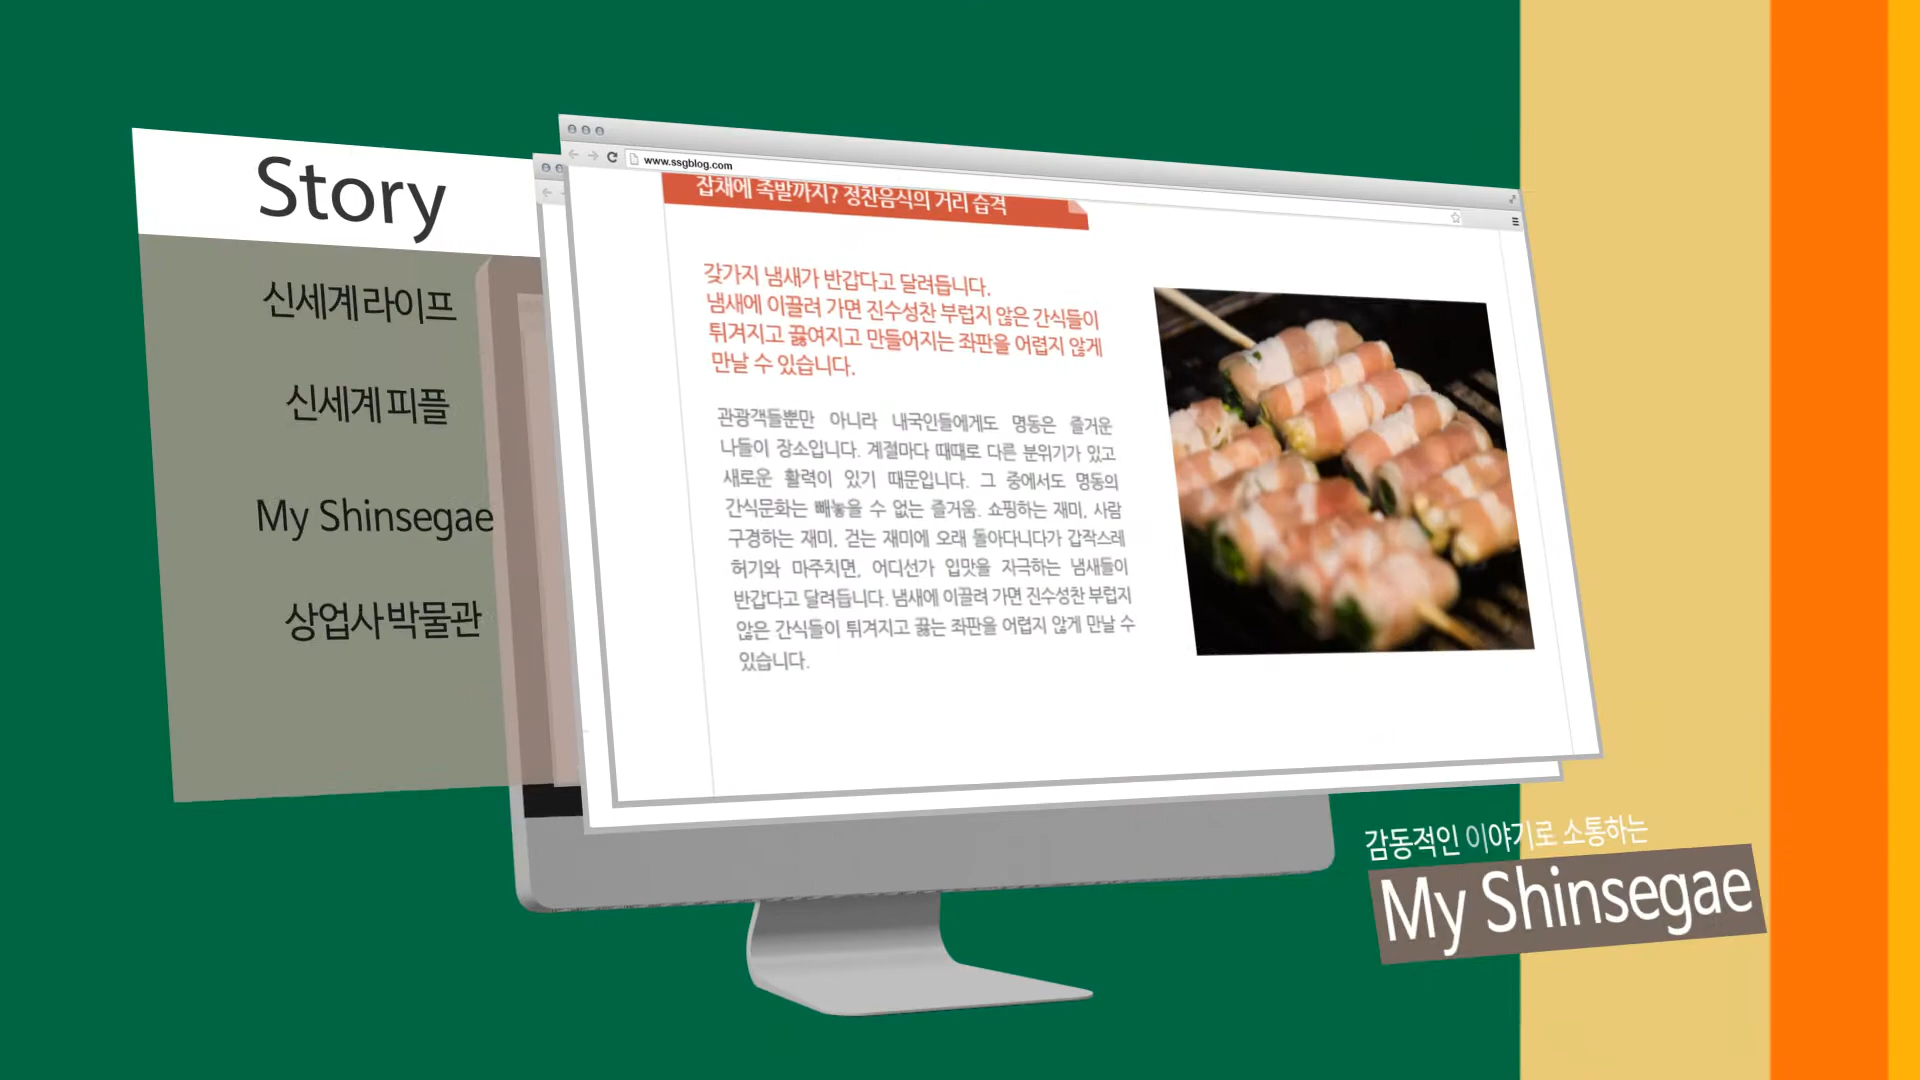 Story
신세계 라이프
신세계 피플
My Shinsegae
상업사 박물관
www.ssgblog.com
잡채에 족발까지? 정찬음식의 거리 습격
갖가지 냄새가 반갑다고 달려듭니다.
냄새에 이끌려 가면 진수성찬 부럽지 않은 간식들이
튀겨지고 끓여지고 만들어지는 좌판을 어렵지 않게
만날 수 있습니다.
관광객들뿐만 아니라 내국인들에게도 명동은 즐거운
나들이 장소입니다. 계절마다 때때로 다른 분위기가 있고
새로운 활력이 있기 때문입니다. 그 중에서도 명동의
간식문화는 빼놓을 수 없는 즐거움. 쇼핑하는 재미, 사람
구경하는 재미, 걷는 재미에 오래 돌아다니다가 갑작스레
허기와 마주치면, 어디선가 입맛을 자극하는 냄새들이
반갑다고 달려듭니다. 냄새에 이끌려 가면 진수성찬 부럽지
않은 간식들이 튀겨지고 끓는 좌판을 어렵지 않게 만날 수
있습니다.
감동적인 이야기로 소통하는
My Shinsegae